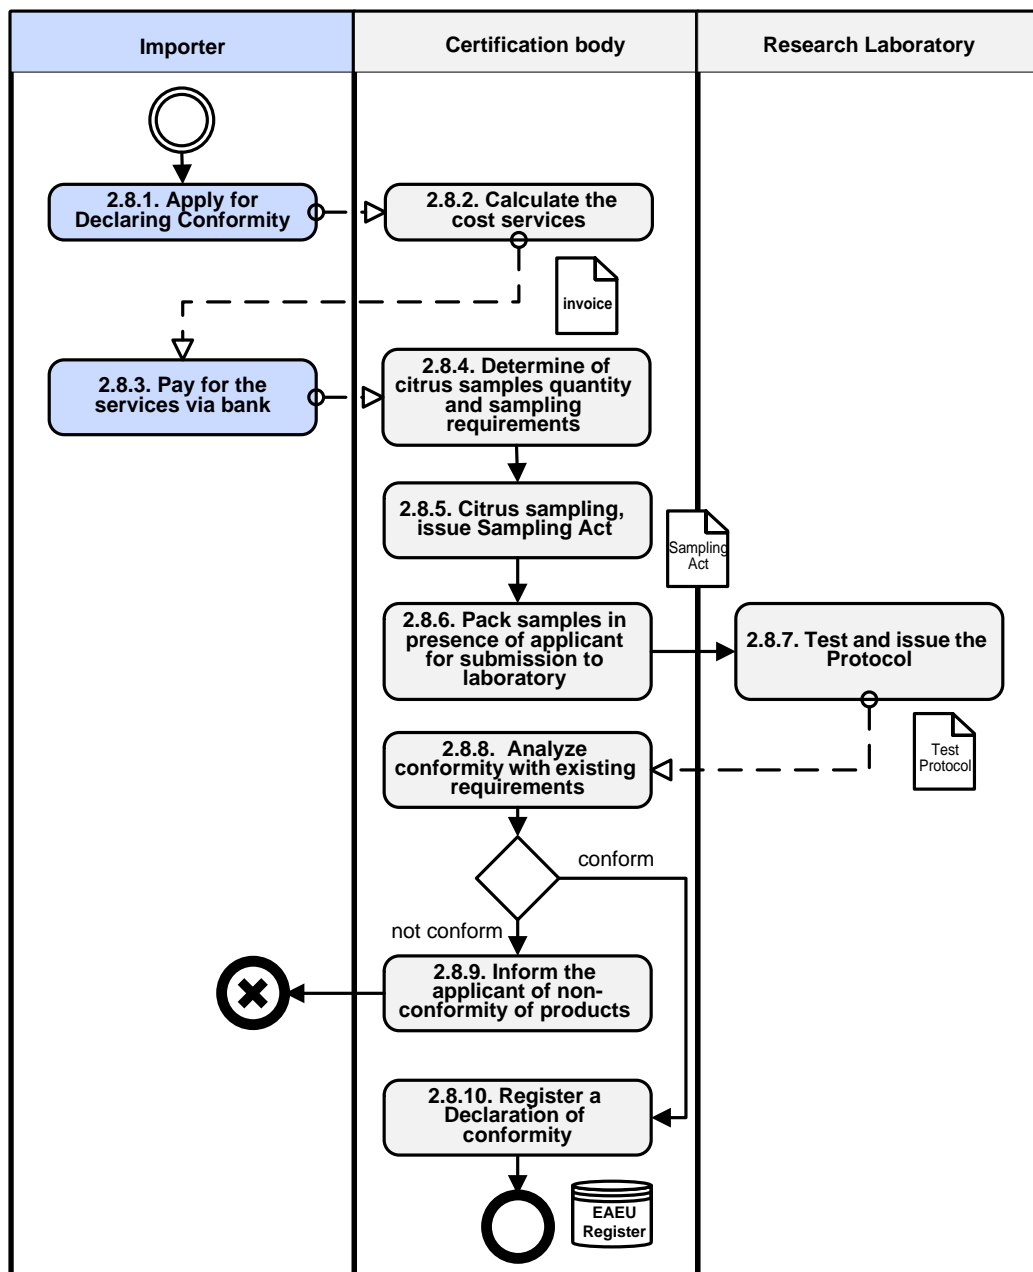 Importer
Certification body
Research Laboratory
2.8.1. Apply for
Declaring Conformity
2.8.2. Calculate the
cost services
invoice
2.8.3. Pay for the
services via bank
2.8.4. Determine of
citrus samples quantity
and sampling
requirements
2.8.5. Citrus sampling,
issue Sampling Act
Sampling
Act
2.8.6. Pack samples in
presence of applicant
for submission to
laboratory
2.8.7. Test and issue the
Protocol
Test
Protocol
2.8.8. Analyze
conformity with existing
requirements
conform
not conform
2.8.9. Inform the
applicant of non-
conformity of products
2.8.10. Register a
Declaration of
conformity
EAEU
Register